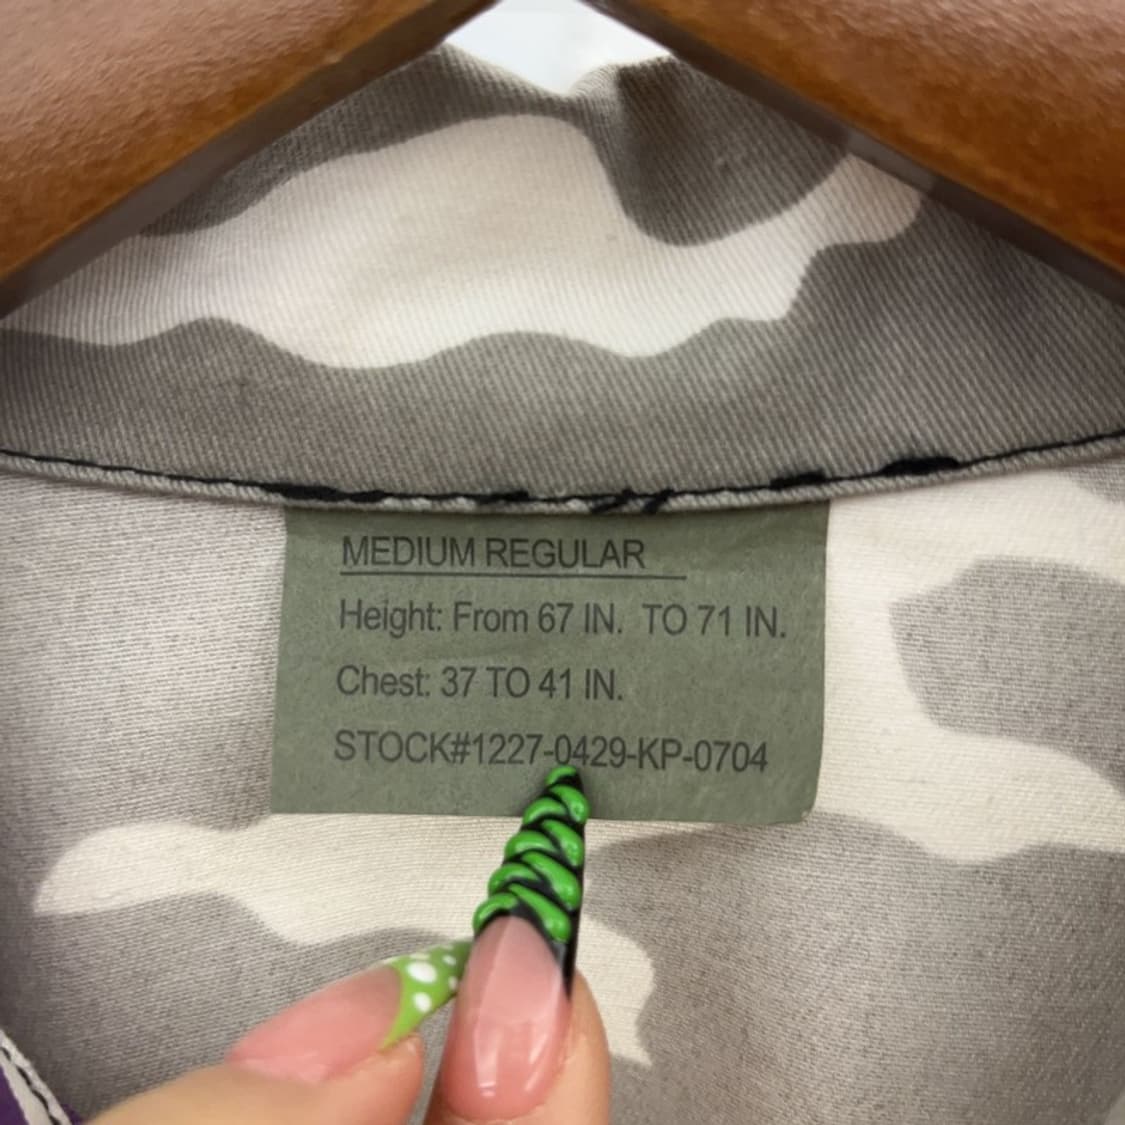 MEDIUM REGULAR
Height: From 67 IN. TO 71 IN.
Chest: 37 TO 41 IN.
STOCK#1227-0429-KP-0704